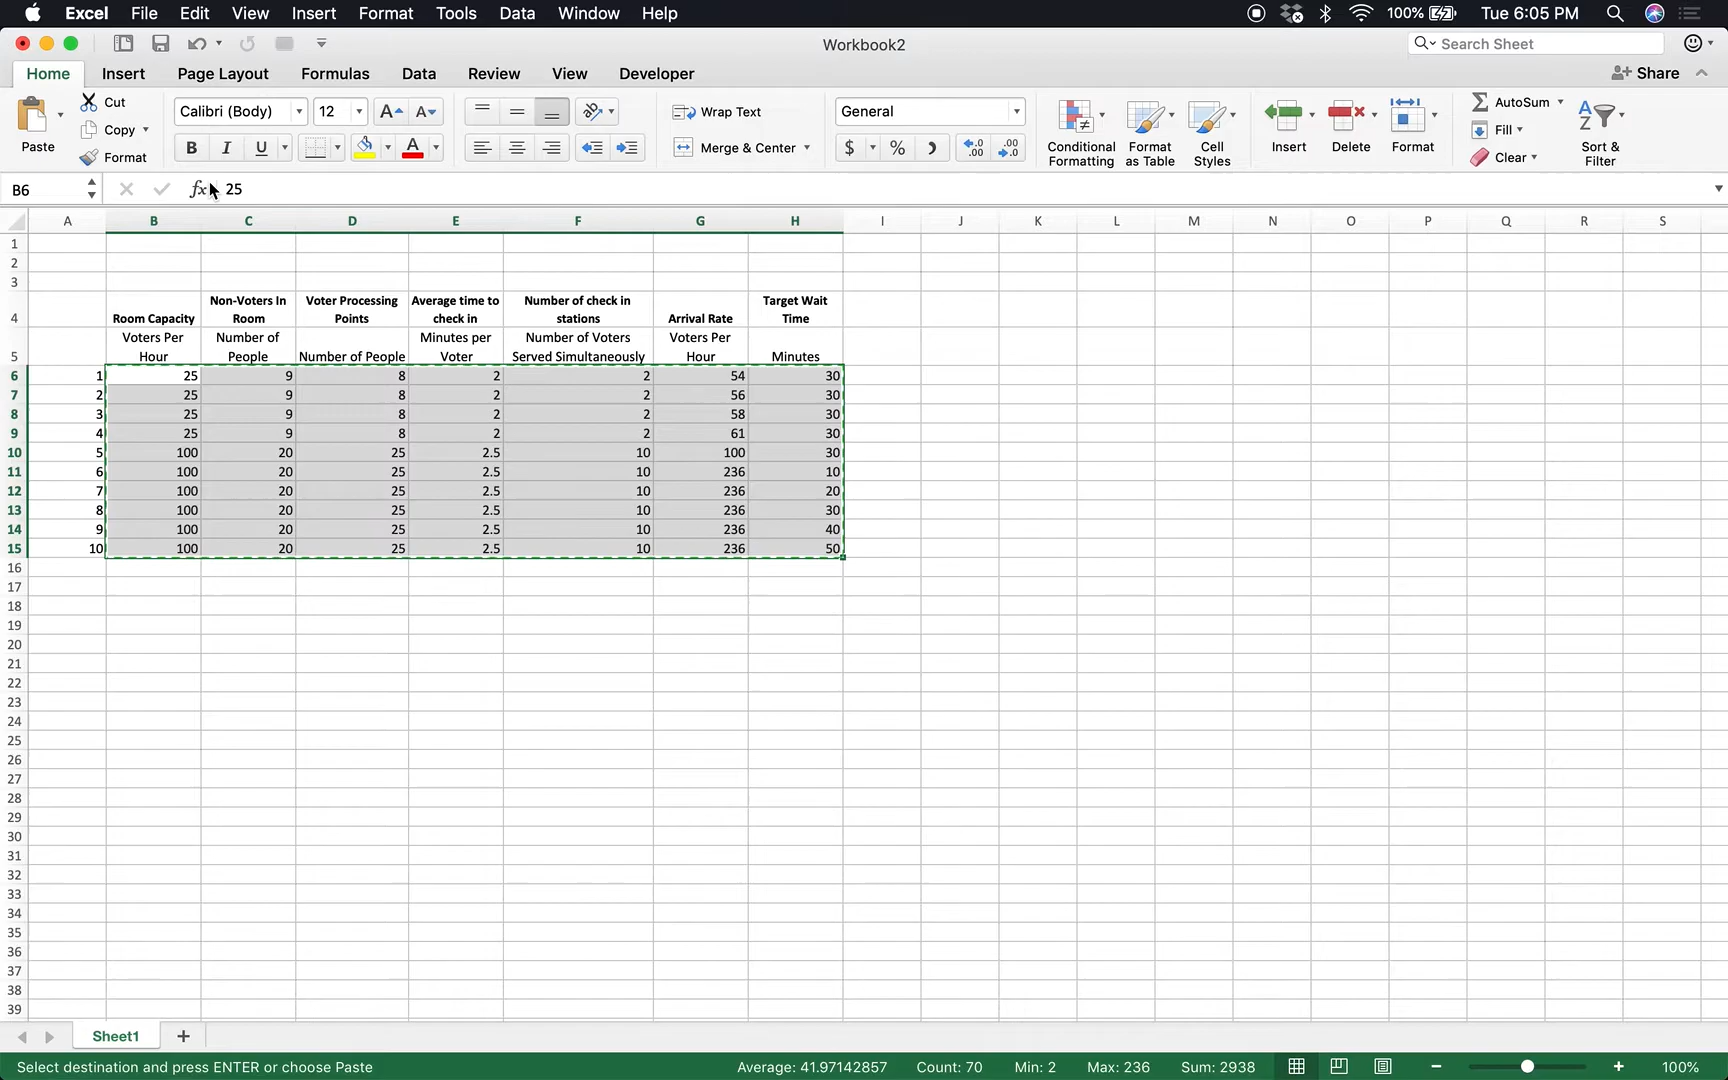 Excel File Edit View Insert Format Tools Data Window Help 100% Tue 6:05 PM
Workbook2
Search Sheet
Home Insert Page Layout Formulas Data Review View Developer
Share
Paste
Cut
Copy
Format
Calibri (Body) 12
B I U
Wrap Text
Merge & Center
General
$ % )
Conditional Formatting
Format as Table
Cell Styles
Insert
Delete
Format
AutoSum
Fill
Clear
Sort & Filter
B6 fx 25
A B C D E F G H I J K L M N O P Q R S
1
2
3
4 Room Capacity Non-Voters In Room Voter Processing Points Average time to check in Number of check in stations Arrival Rate Target Wait Time
5 Voters Per Hour Number of People Number of People Minutes per Voter Number of Voters Served Simultaneously Voters Per Hour Minutes
6 1 25 9 8 2 2 54 30
7 2 25 9 8 2 2 56 30
8 3 25 9 8 2 2 58 30
9 4 25 9 8 2 2 61 30
10 5 100 20 25 2.5 10 100 30
11 6 100 20 25 2.5 10 236 10
12 7 100 20 25 2.5 10 236 20
13 8 100 20 25 2.5 10 236 30
14 9 100 20 25 2.5 10 236 40
15 10 100 20 25 2.5 10 236 50
16
17
18
19
20
21
22
23
24
25
26
27
28
29
30
31
32
33
34
35
36
37
38
39
Sheet1
Select destination and press ENTER or choose Paste Average: 41.97142857 Count: 70 Min: 2 Max: 236 Sum: 2938 100%